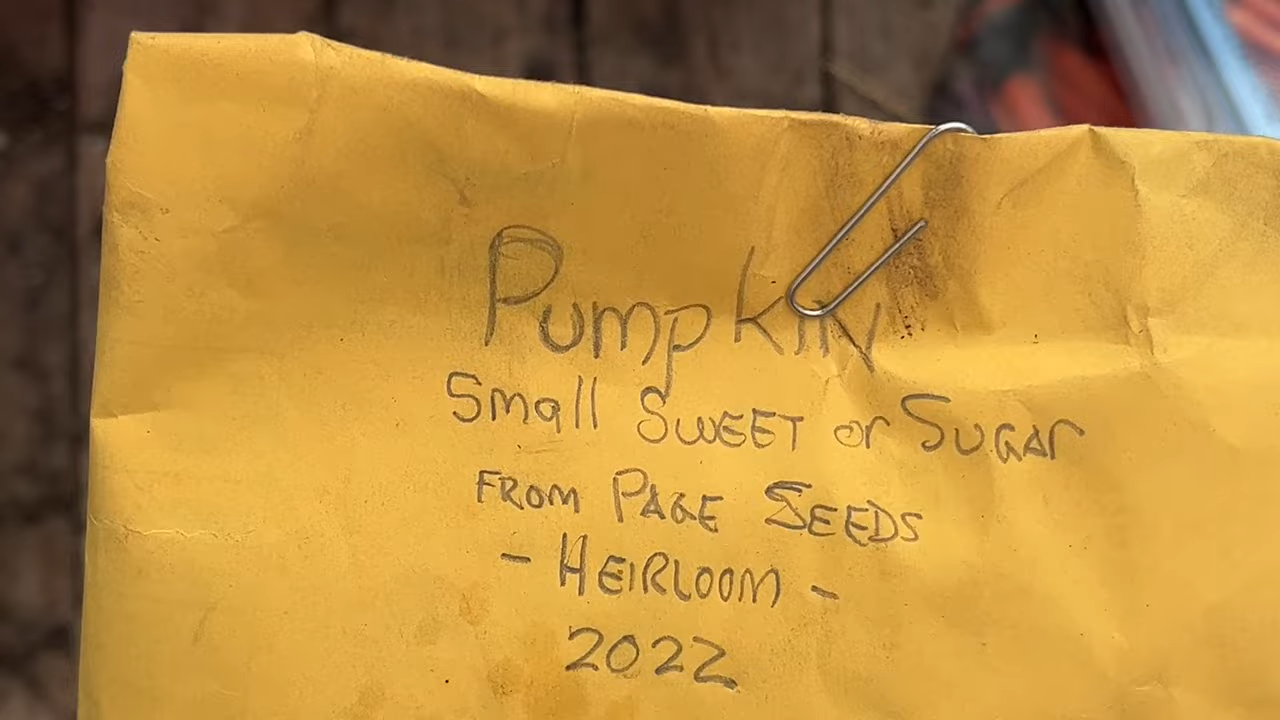 Pumpkin
Small Sweet or Sugar
From Page Seeds
- Heirloom -
2022